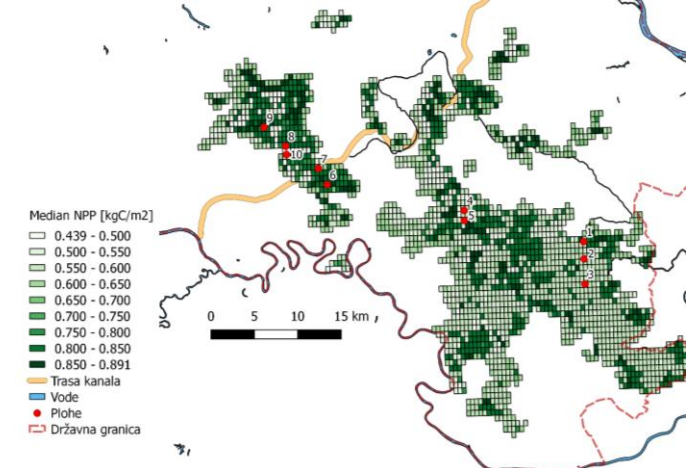 6
9
8
10
7
6
4
5
1
2
3
Median NPP [kgC/m2]
0.439 - 0.500
0.500 - 0.550
0.550 - 0.600
0.600 - 0.650
0.650 - 0.700
0.700 - 0.750
0.750 - 0.800
0.800 - 0.850
0.850 - 0.891
Trasa kanala
Vode
Plohe
Državna granica
0 5 10 15 km